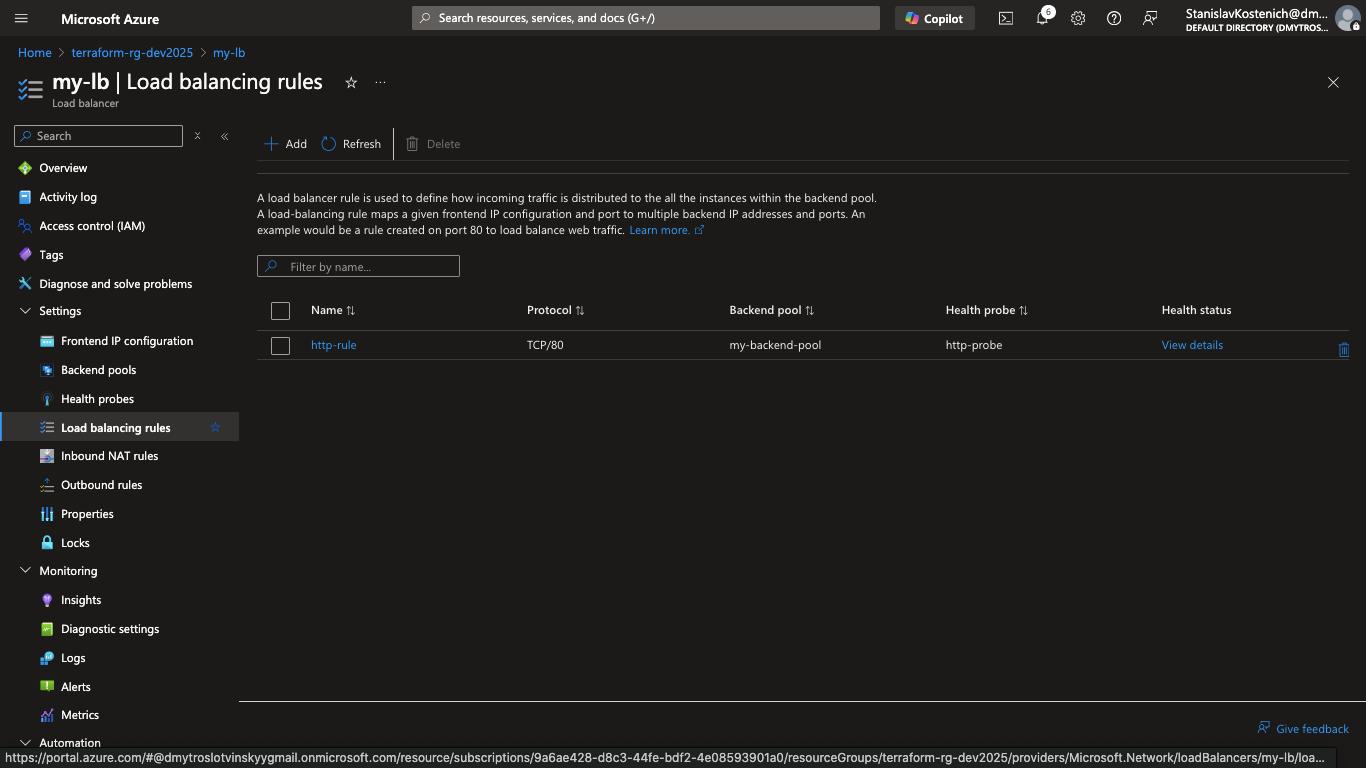 Microsoft Azure
Search resources, services, and docs (G+/)
Copilot
6
StanislavKostenich@dm...
DEFAULT DIRECTORY (DMYTROS...
Home > terraform-rg-dev2025 > my-lb
my-lb | Load balancing rules
...
Load balancer
Search
Add
Refresh
Delete
Overview
Activity log
Access control (IAM)
Tags
Diagnose and solve problems
Settings
Frontend IP configuration
Backend pools
Health probes
Load balancing rules
Inbound NAT rules
Outbound rules
Properties
Locks
Monitoring
Insights
Diagnostic settings
Logs
Alerts
Metrics
Automation
A load balancer rule is used to define how incoming traffic is distributed to the all the instances within the backend pool.
A load-balancing rule maps a given frontend IP configuration and port to multiple backend IP addresses and ports. An
example would be a rule created on port 80 to load balance web traffic. Learn more.
Filter by name...
Name Protocol Backend pool Health probe Health status
http-rule TCP/80 my-backend-pool http-probe View details
Give feedback
https://portal.azure.com/#@dmytroslotvinskyygmail.onmicrosoft.com/resource/subscriptions/9a6ae428-d8c3-44fe-bdf2-4e08593901a0/resourceGroups/terraform-rg-dev2025/providers/Microsoft.Network/loadBalancers/my-lb/loa...